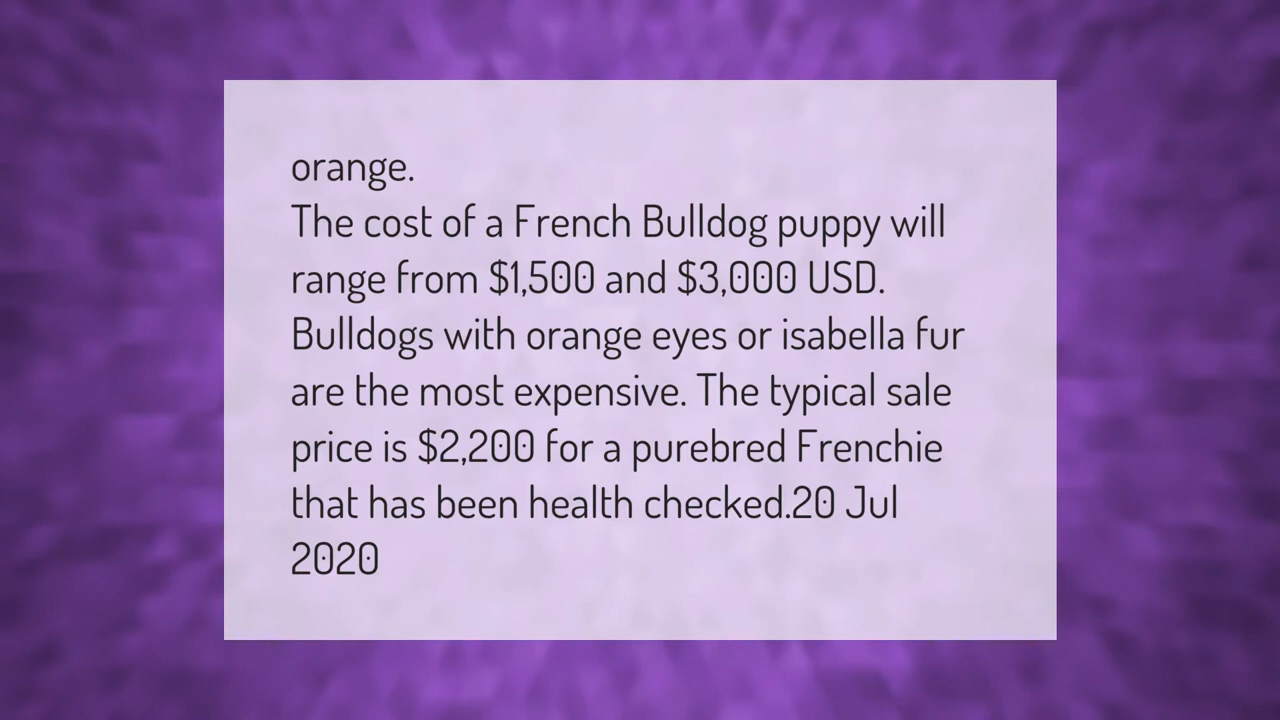 orange.
The cost of a French Bulldog puppy will
range from $1,500 and $3,000 USD.
Bulldogs with orange eyes or isabella fur
are the most expensive. The typical sale
price is $2,200 for a purebred Frenchie
that has been health checked.20 Jul
2020